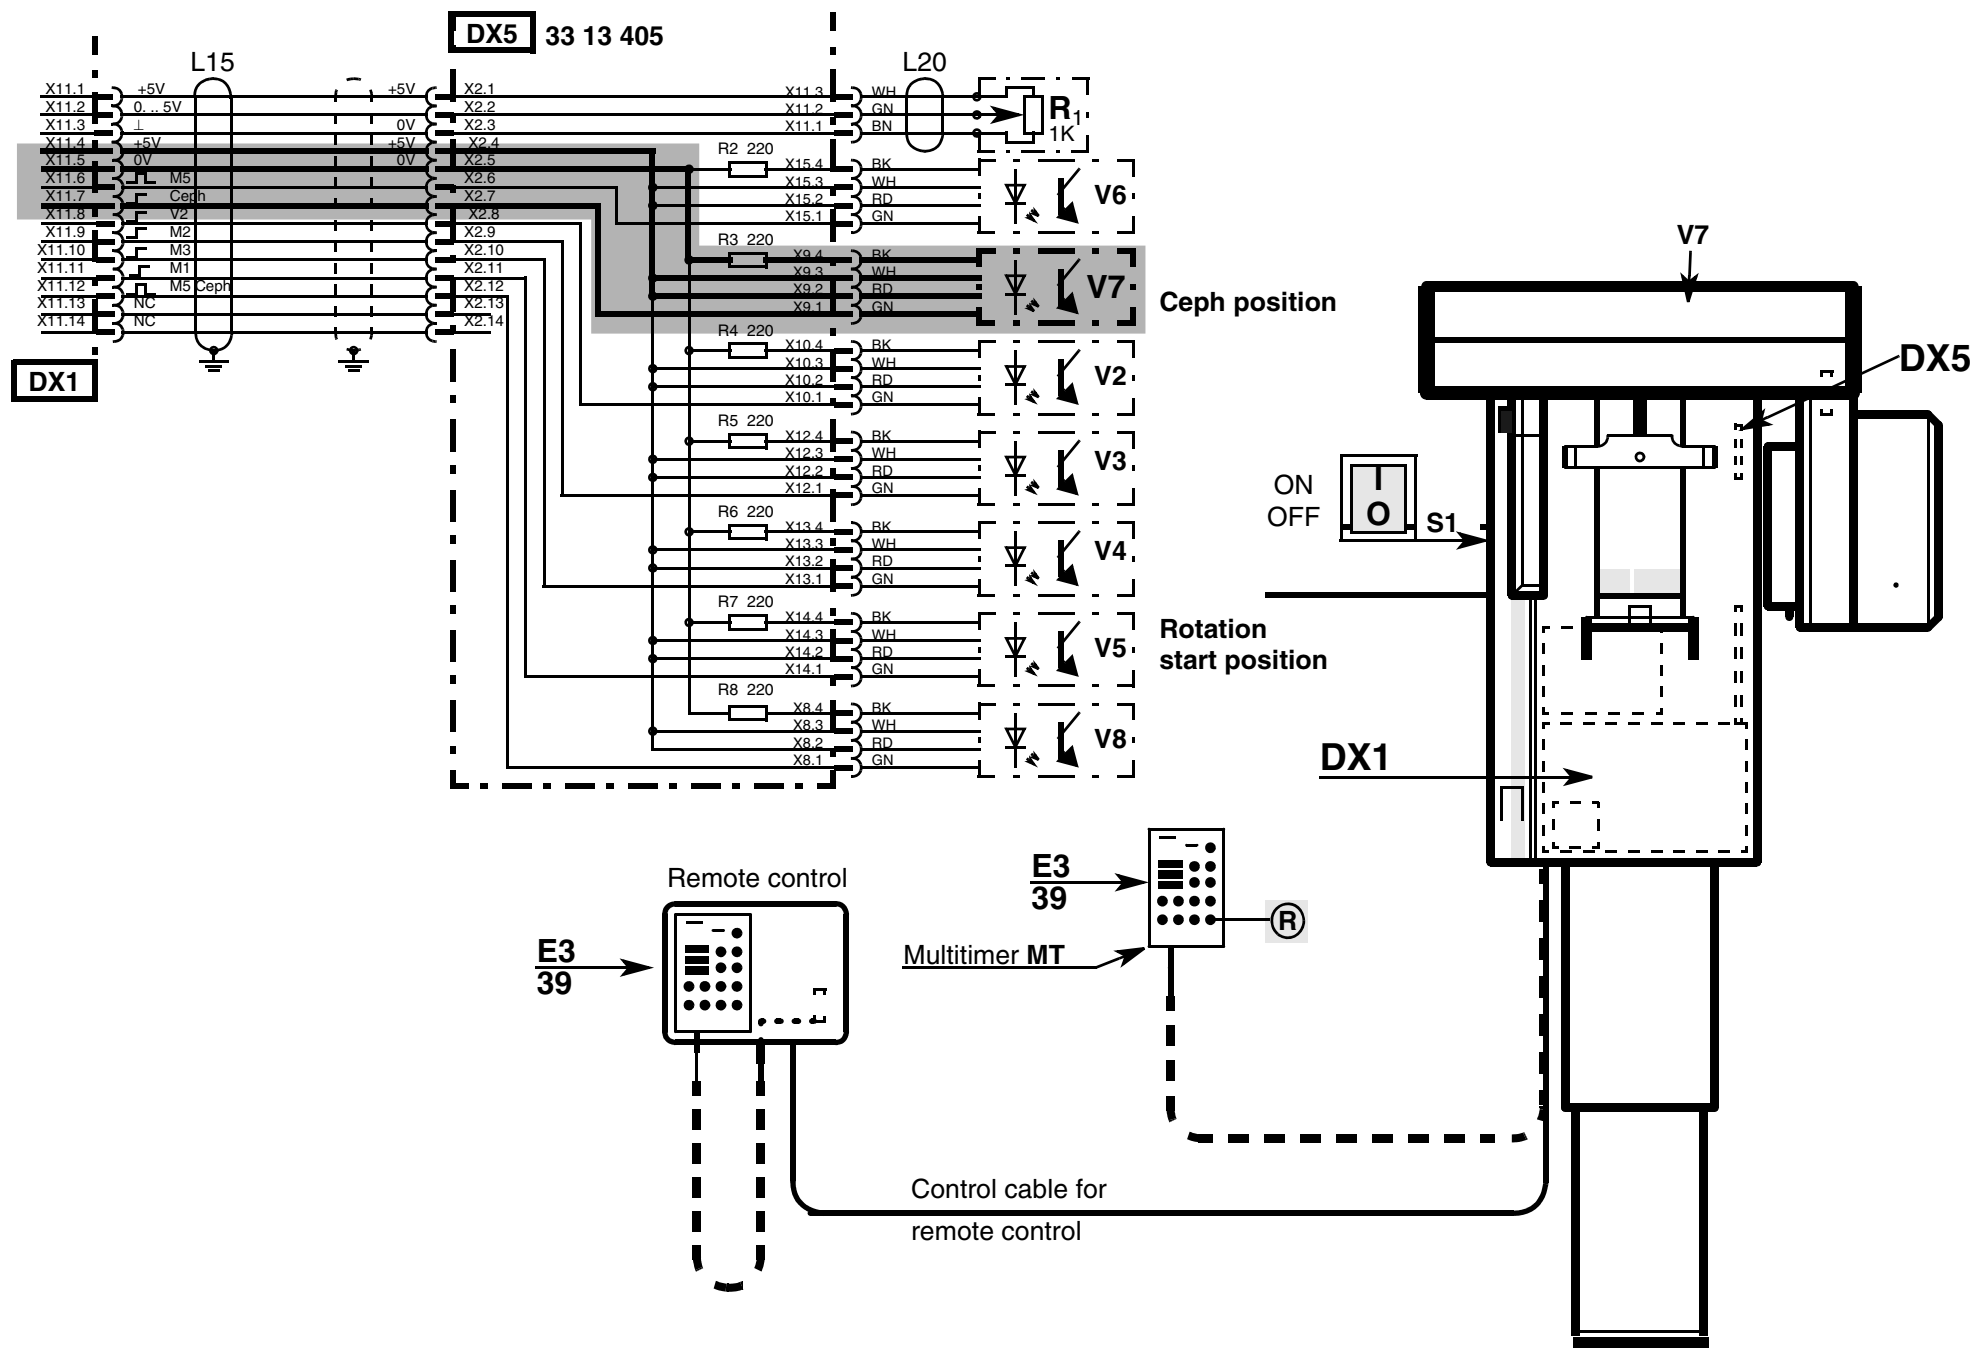 DX5 33 13 405
L15
L20
X11.1 +5V +5V X2.1 X11.3 WH
X11.2 0. .. 5V X2.2 X11.2 GN R1
X11.3 ⊥ 0V X2.3 X11.1 BN 1K
X11.4 +5V +5V X2.4
X11.5 0V 0V X2.5
X11.6 M5 X2.6
X11.7 Ceph X2.7
X11.8 V2 X2.8
X11.9 M2 X2.9
X11.10 M3 X2.10
X11.11 M1 X2.11
X11.12 M5 Ceph X2.12
X11.13 NC X2.13
X11.14 NC X2.14
DX1
R2 220
X15.4 BK
X15.3 WH
X15.2 RD
X15.1 GN
V6
R3 220
X9.4 BK
X9.3 WH
X9.2 RD
X9.1 GN
V7
Ceph position
R4 220
X10.4 BK
X10.3 WH
X10.2 RD
X10.1 GN
V2
R5 220
X12.4 BK
X12.3 WH
X12.2 RD
X12.1 GN
V3
R6 220
X13.4 BK
X13.3 WH
X13.2 RD
X13.1 GN
V4
R7 220
X14.4 BK
X14.3 WH
X14.2 RD
X14.1 GN
V5
Rotation
start position
R8 220
X8.4 BK
X8.3 WH
X8.2 RD
X8.1 GN
V8
V7
DX5
ON I
OFF O
S1
DX1
Remote control
E3
39
E3
39
R
Multitimer MT
Control cable for
remote control